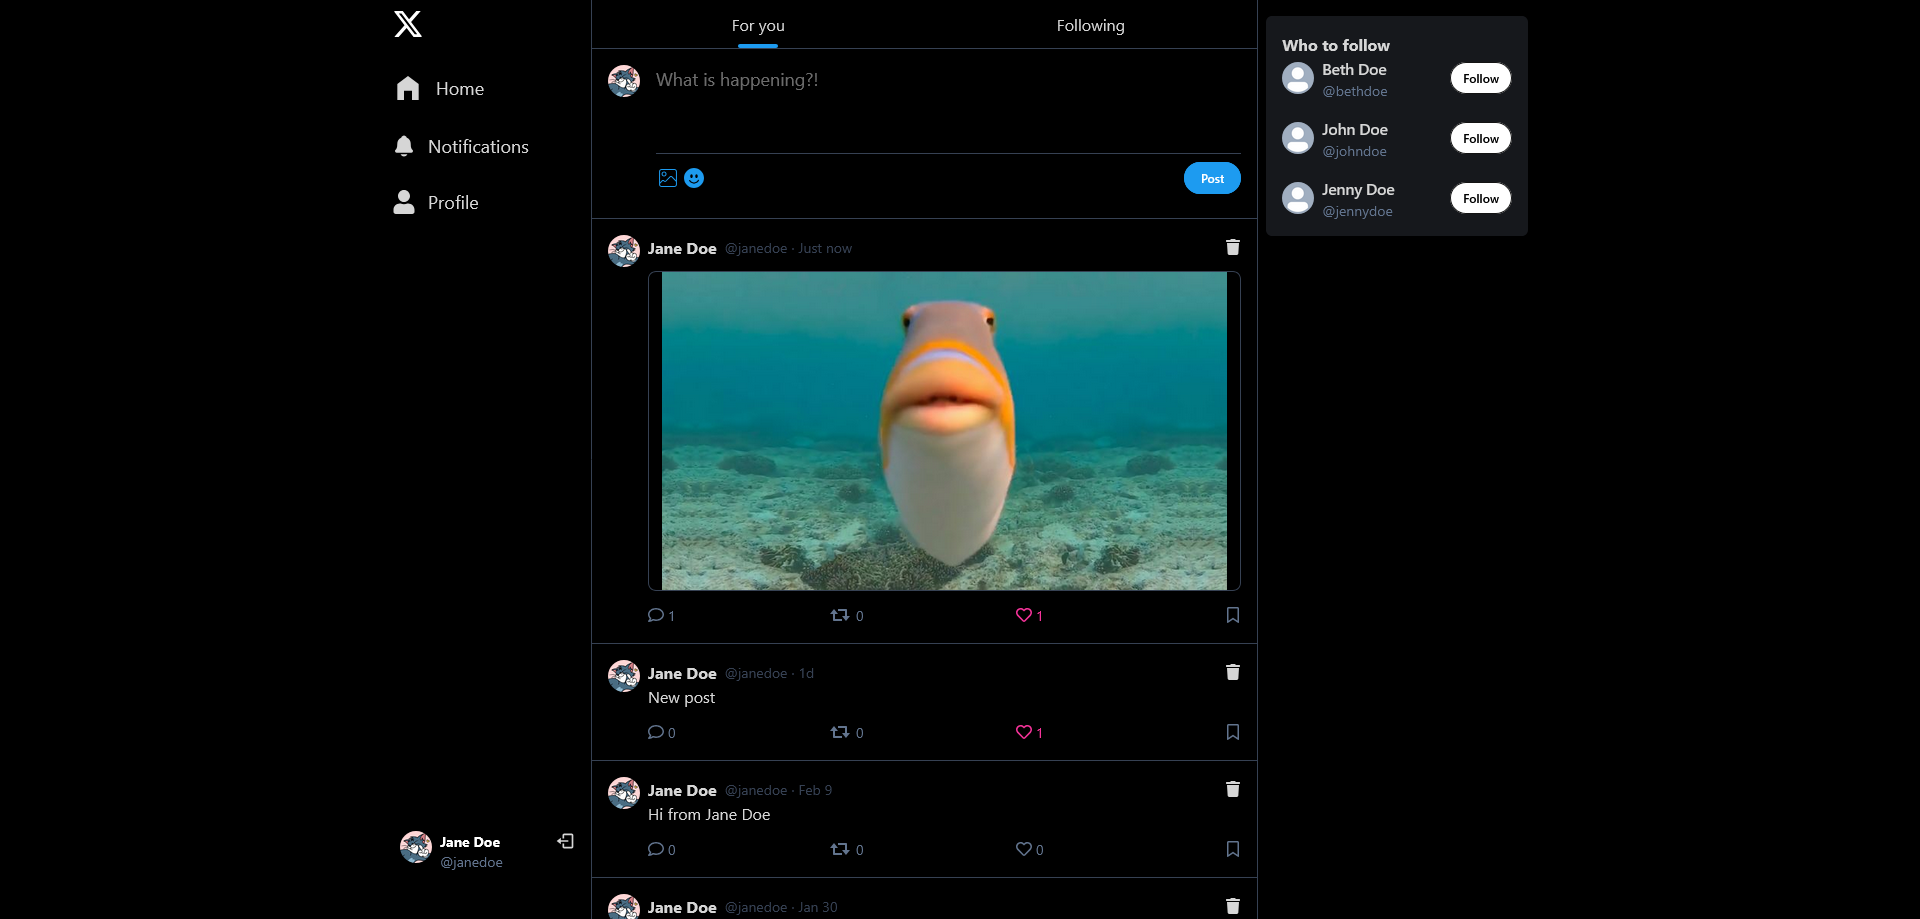 Home
Notifications
Profile
Jane Doe
@janedoe
For you
Following
What is happening?!
Post
Jane Doe @janedoe · Just now
1 0 1
Jane Doe @janedoe · 1d
New post
0 0 1
Jane Doe @janedoe · Feb 9
Hi from Jane Doe
0 0 0
Jane Doe @janedoe · Jan 30
Who to follow
Beth Doe
@bethdoe
Follow
John Doe
@johndoe
Follow
Jenny Doe
@jennydoe
Follow